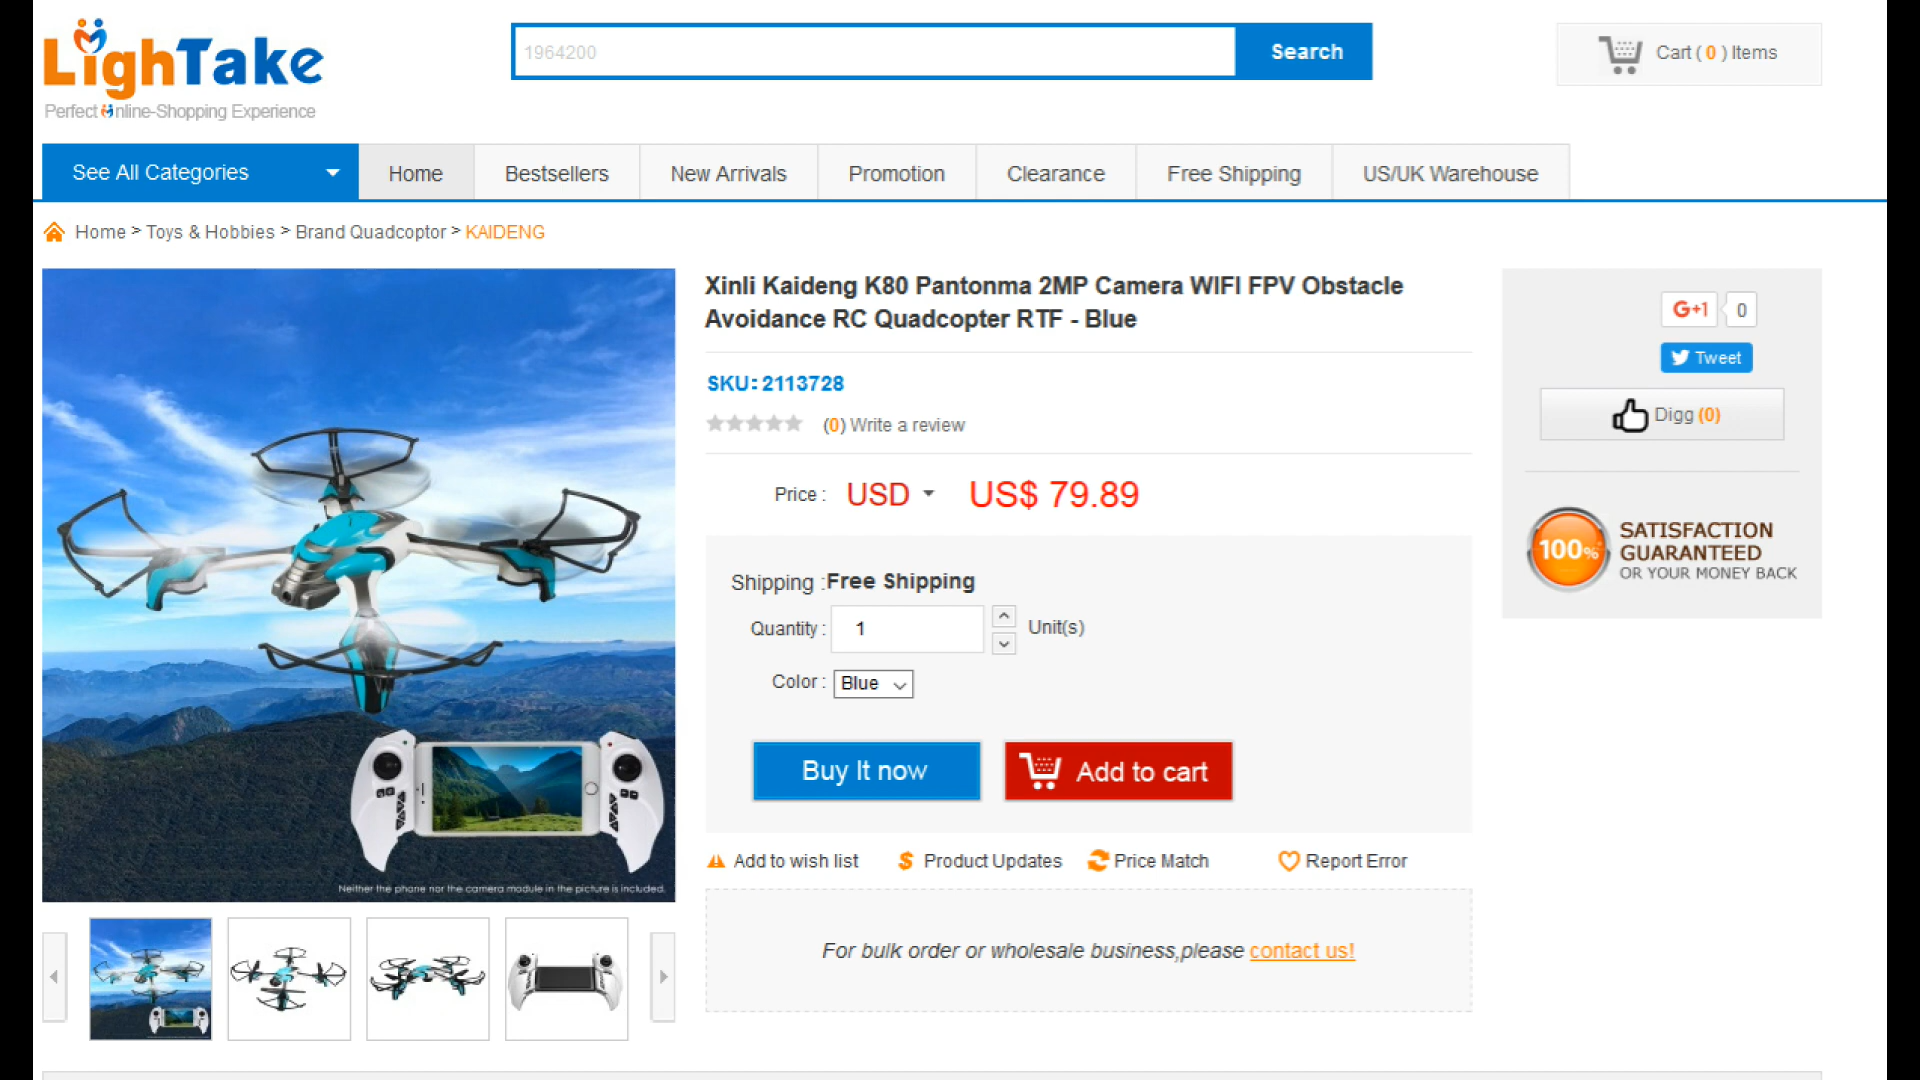 LighTake
Perfect Online-Shopping Experience
1964200
Search
Cart ( 0 ) Items
See All Categories
Home
Bestsellers
New Arrivals
Promotion
Clearance
Free Shipping
US/UK Warehouse
Home > Toys & Hobbies > Brand Quadcoptor > KAIDENG
Xinli Kaideng K80 Pantonma 2MP Camera WIFI FPV Obstacle
Avoidance RC Quadcopter RTF - Blue
SKU: 2113728
(0) Write a review
Price : USD US$ 79.89
Shipping :Free Shipping
Quantity : 1 Unit(s)
Color : Blue
Buy It now
Add to cart
Add to wish list
Product Updates
Price Match
Report Error
For bulk order or wholesale business,please contact us!
G+1 0
Tweet
Digg (0)
100%
SATISFACTION
GUARANTEED
OR YOUR MONEY BACK
Neither the phone nor the camera module in the picture is included.